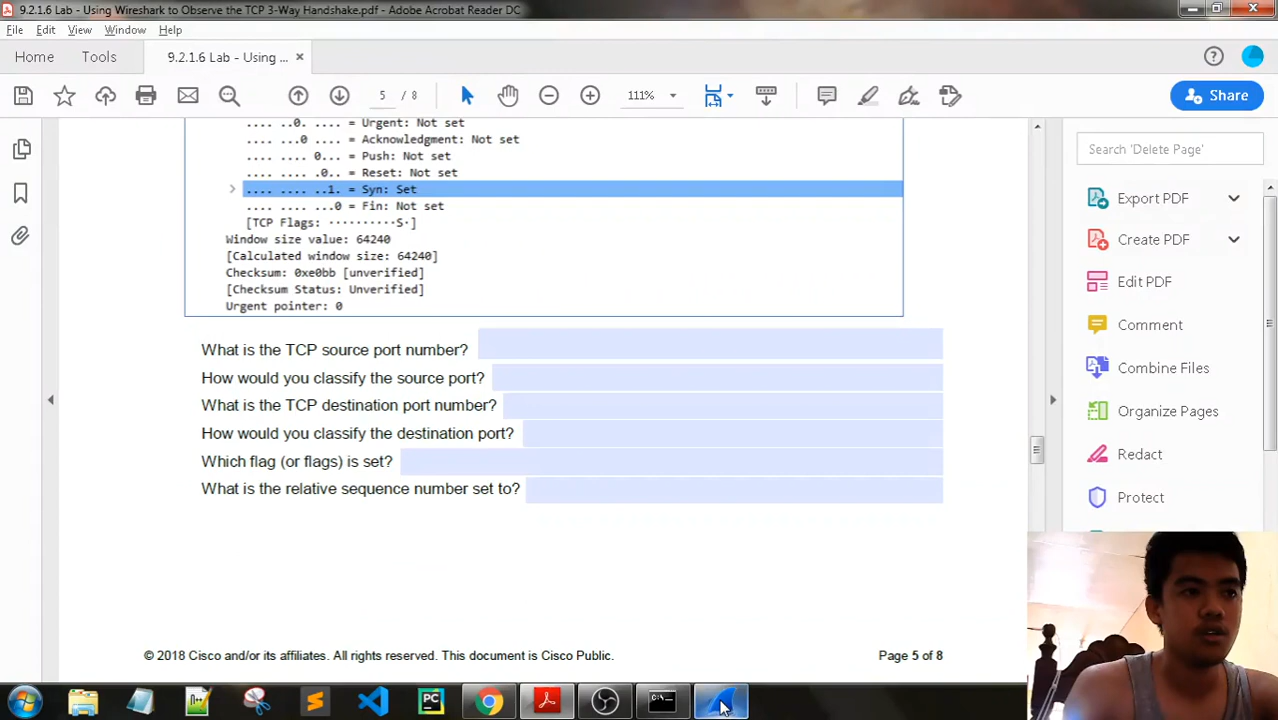 9.2.1.6 Lab - Using Wireshark to Observe the TCP 3-Way Handshake.pdf - Adobe Acrobat Reader DC
File Edit View Window Help
Home Tools 9.2.1.6 Lab - Using ... ×
5 / 8 111% Share
Search 'Delete Page'
Export PDF
Create PDF
Edit PDF
Comment
Combine Files
Organize Pages
Redact
Protect
.... ..0. .... = Urgent: Not set
.... ...0 .... = Acknowledgment: Not set
.... .... 0... = Push: Not set
.... .... .0.. = Reset: Not set
.... .... ..1. = Syn: Set
.... .... ...0 = Fin: Not set
[TCP Flags: ··········S·]
Window size value: 64240
[Calculated window size: 64240]
Checksum: 0xe0bb [unverified]
[Checksum Status: Unverified]
Urgent pointer: 0
What is the TCP source port number?
How would you classify the source port?
What is the TCP destination port number?
How would you classify the destination port?
Which flag (or flags) is set?
What is the relative sequence number set to?
© 2018 Cisco and/or its affiliates. All rights reserved. This document is Cisco Public. Page 5 of 8
PC
C:\